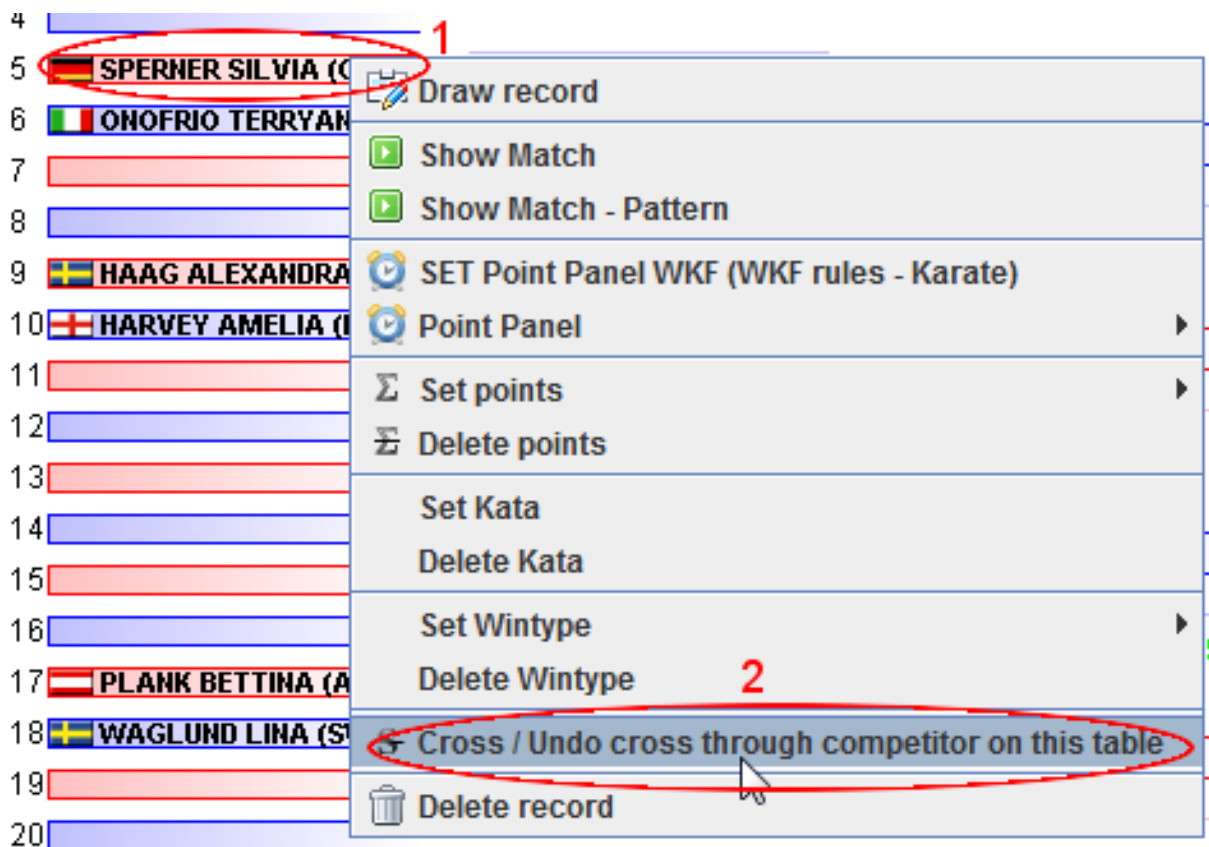 4
1
5 SPERNER SILVIA (
Draw record
6 ONOFRIO TERRYAN
7
Show Match
8
Show Match - Pattern
9 HAAG ALEXANDRA
SET Point Panel WKF (WKF rules - Karate)
10 HARVEY AMELIA (
Point Panel
11
Set points
12
Delete points
13
Set Kata
14
Delete Kata
15
16
Set Wintype
17 PLANK BETTINA (A
Delete Wintype
2
18 WAGLUND LINA (S
Cross / Undo cross through competitor on this table
19
Delete record
20